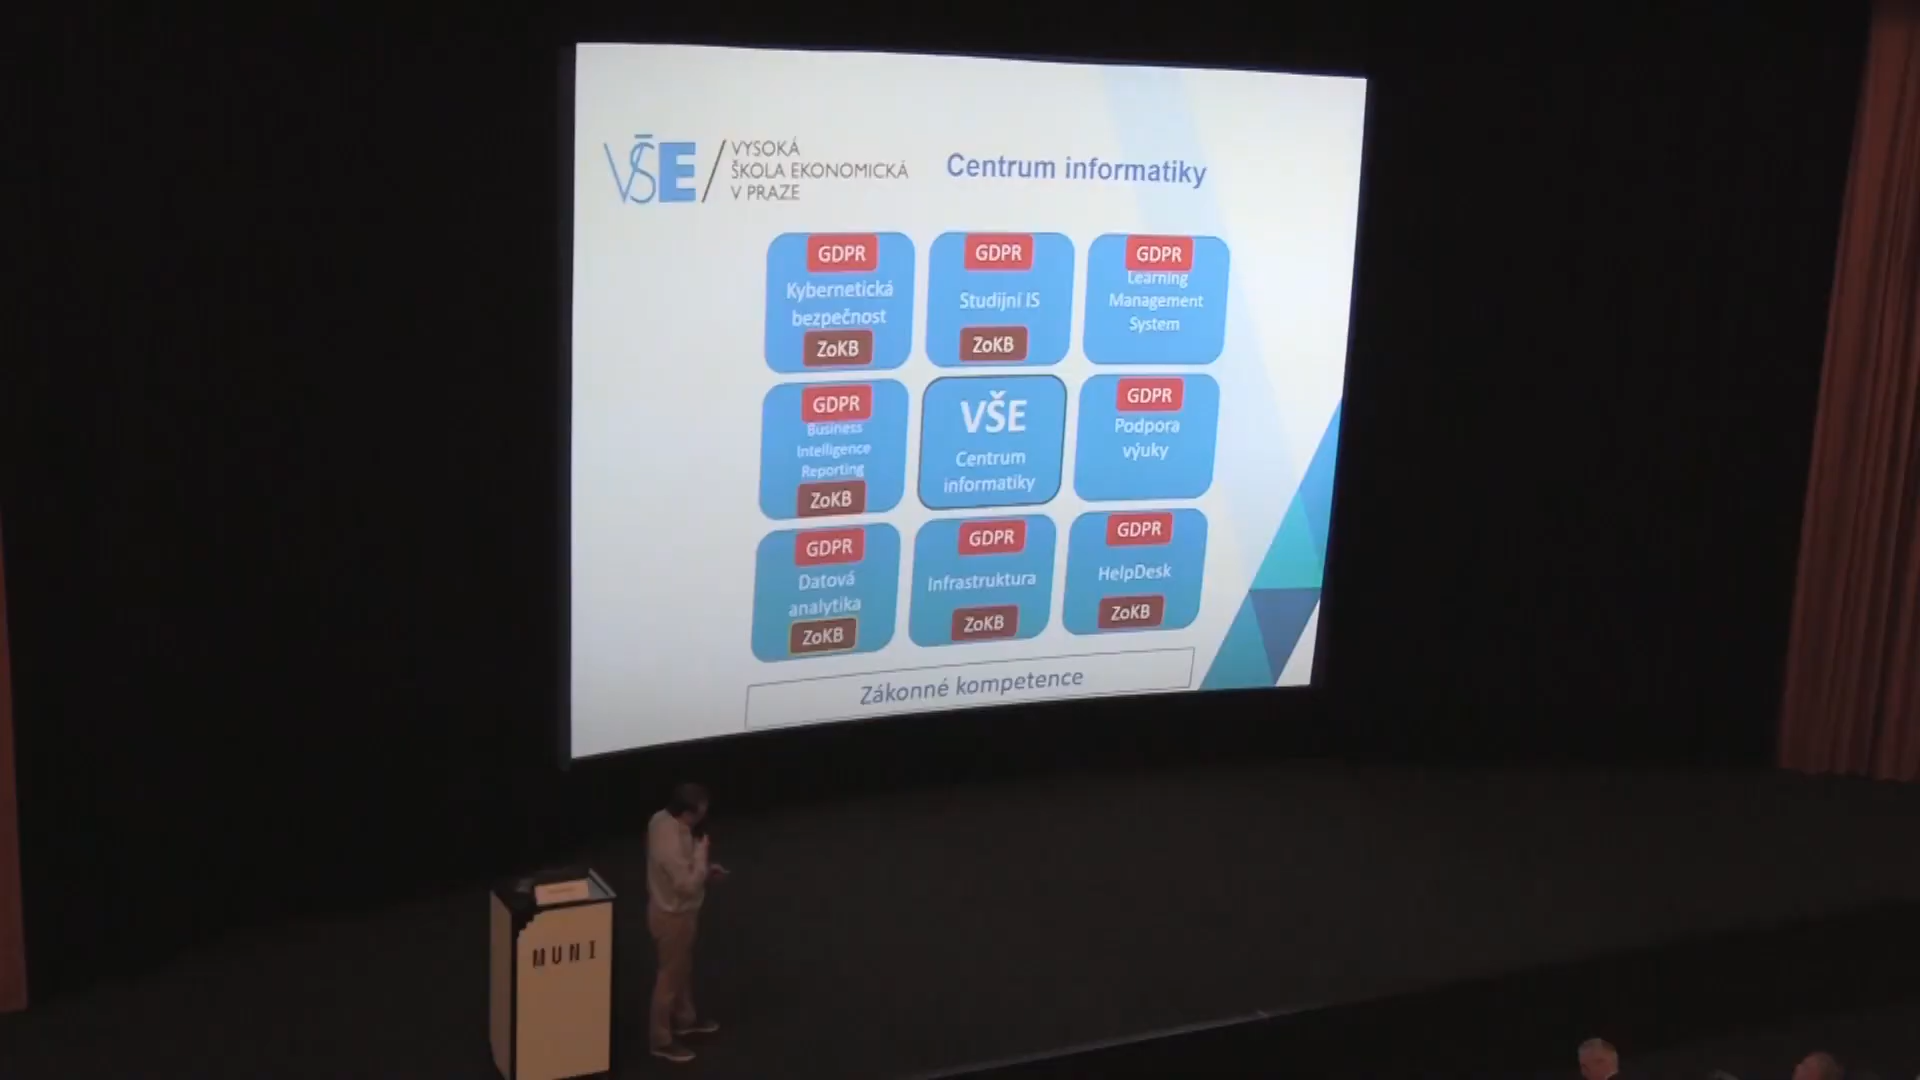 VŠE / VYSOKÁ
ŠKOLA EKONOMICKÁ
V PRAZE
Centrum informatiky
GDPR
Kybernetická
bezpečnost
ZoKB
GDPR
Studijní IS
ZoKB
GDPR
Learning
Management
System
GDPR
Business
Intelligence
Reporting
ZoKB
VŠE
Centrum
informatiky
GDPR
Podpora
výuky
GDPR
Datová
analytika
ZoKB
GDPR
Infrastruktura
ZoKB
GDPR
HelpDesk
ZoKB
Zákonné kompetence
MUNI